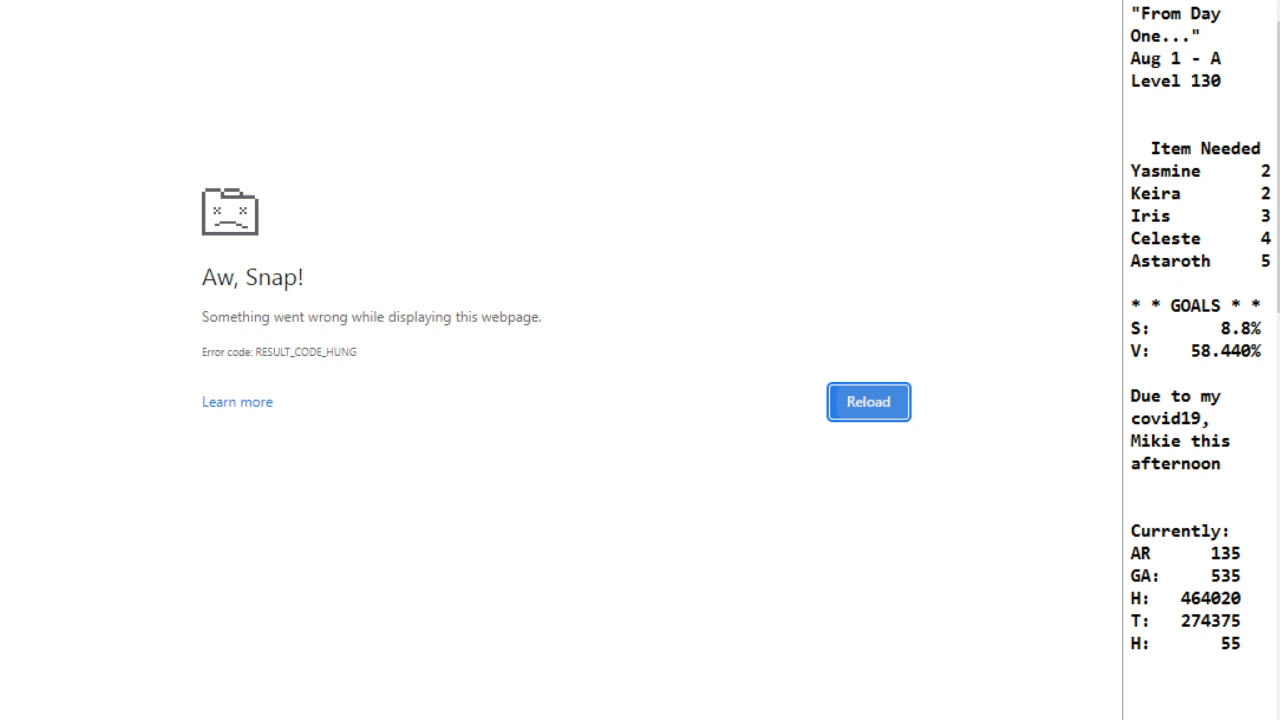 Aw, Snap!
Something went wrong while displaying this webpage.
Error code: RESULT_CODE_HUNG
Learn more
Reload
"From Day
One..."
Aug 1 - A
Level 130
Item Needed
Yasmine 2
Keira 2
Iris 3
Celeste 4
Astaroth 5
* * GOALS * *
S: 8.8%
V: 58.440%
Due to my
covid19,
Mikie this
afternoon
Currently:
AR 135
GA: 535
H: 464020
T: 274375
H: 55